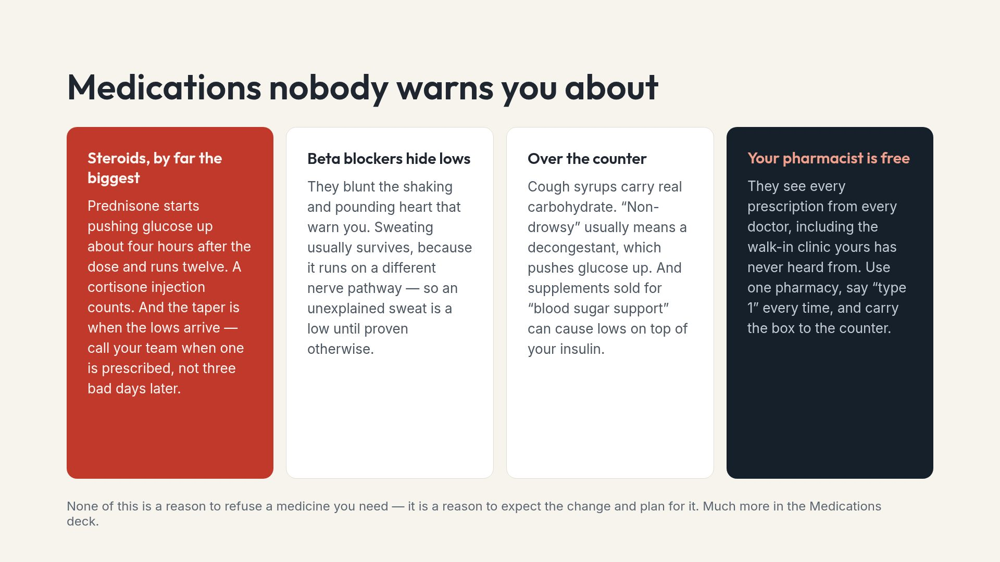 Medications nobody warns you about
Steroids, by far the
biggest
Prednisone starts
pushing glucose up
about four hours after the
dose and runs twelve. A
cortisone injection
counts. And the taper is
when the lows arrive —
call your team when one
is prescribed, not three
bad days later.
Beta blockers hide lows
They blunt the shaking
and pounding heart that
warn you. Sweating
usually survives, because
it runs on a different
nerve pathway — so an
unexplained sweat is a
low until proven
otherwise.
Over the counter
Cough syrups carry real
carbohydrate. “Non-
drowsy” usually means a
decongestant, which
pushes glucose up. And
supplements sold for
“blood sugar support”
can cause lows on top of
your insulin.
Your pharmacist is free
They see every
prescription from every
doctor, including the
walk-in clinic yours has
never heard from. Use
one pharmacy, say “type
1” every time, and carry
the box to the counter.
None of this is a reason to refuse a medicine you need — it is a reason to expect the change and plan for it. Much more in the Medications
deck.